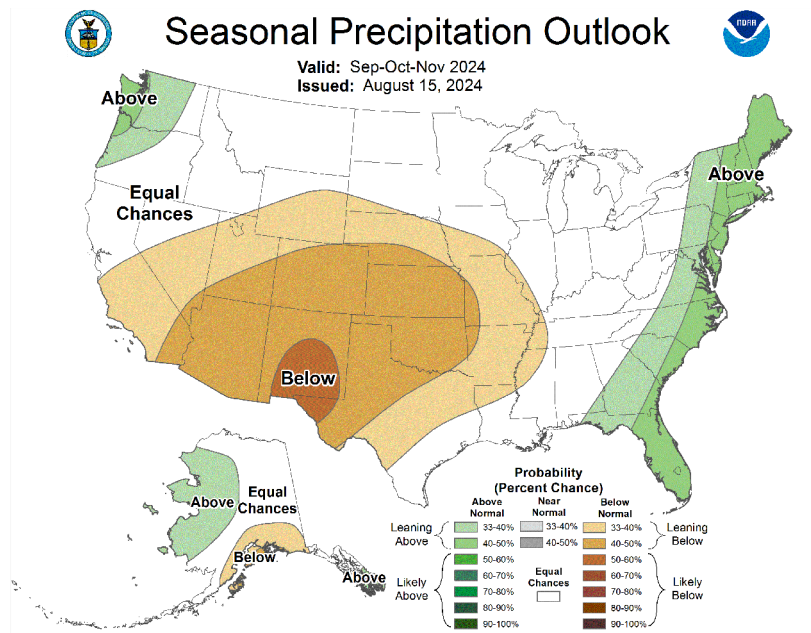 Seasonal Precipitation Outlook
Valid: Sep-Oct-Nov 2024
Issued: August 15, 2024
NOAA
Above
Above
Equal
Chances
Below
Above
Equal
Chances
Below
Above
Probability
(Percent Chance)
Above
Normal
Near
Normal
Below
Normal
Leaning
Above
33-40%
33-40%
33-40%
Leaning
Below
40-50%
40-50%
40-50%
Likely
Above
50-60%
50-60%
Likely
Below
60-70%
Equal
Chances
60-70%
70-80%
70-80%
80-90%
80-90%
90-100%
90-100%